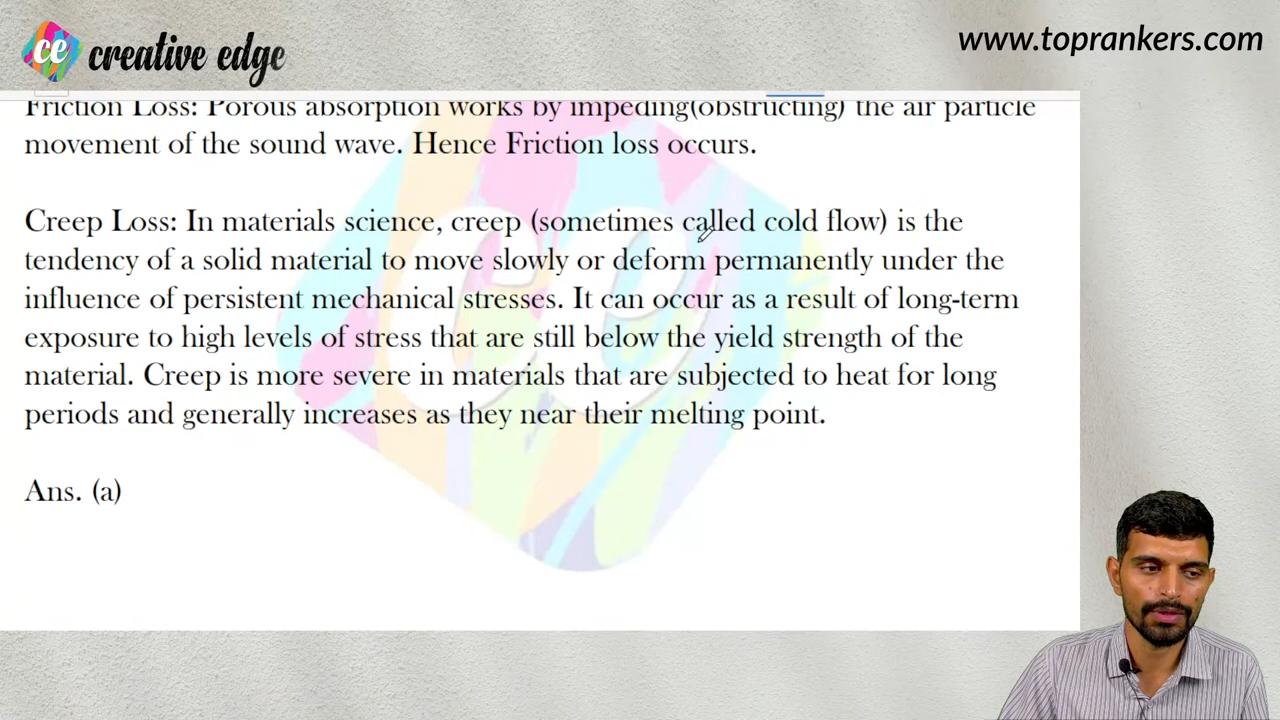 ce creative edge
www.toprankers.com
Friction Loss: Porous absorption works by impeding(obstructing) the air particle
movement of the sound wave. Hence Friction loss occurs.
Creep Loss: In materials science, creep (sometimes called cold flow) is the
tendency of a solid material to move slowly or deform permanently under the
influence of persistent mechanical stresses. It can occur as a result of long-term
exposure to high levels of stress that are still below the yield strength of the
material. Creep is more severe in materials that are subjected to heat for long
periods and generally increases as they near their melting point.
Ans. (a)
ce